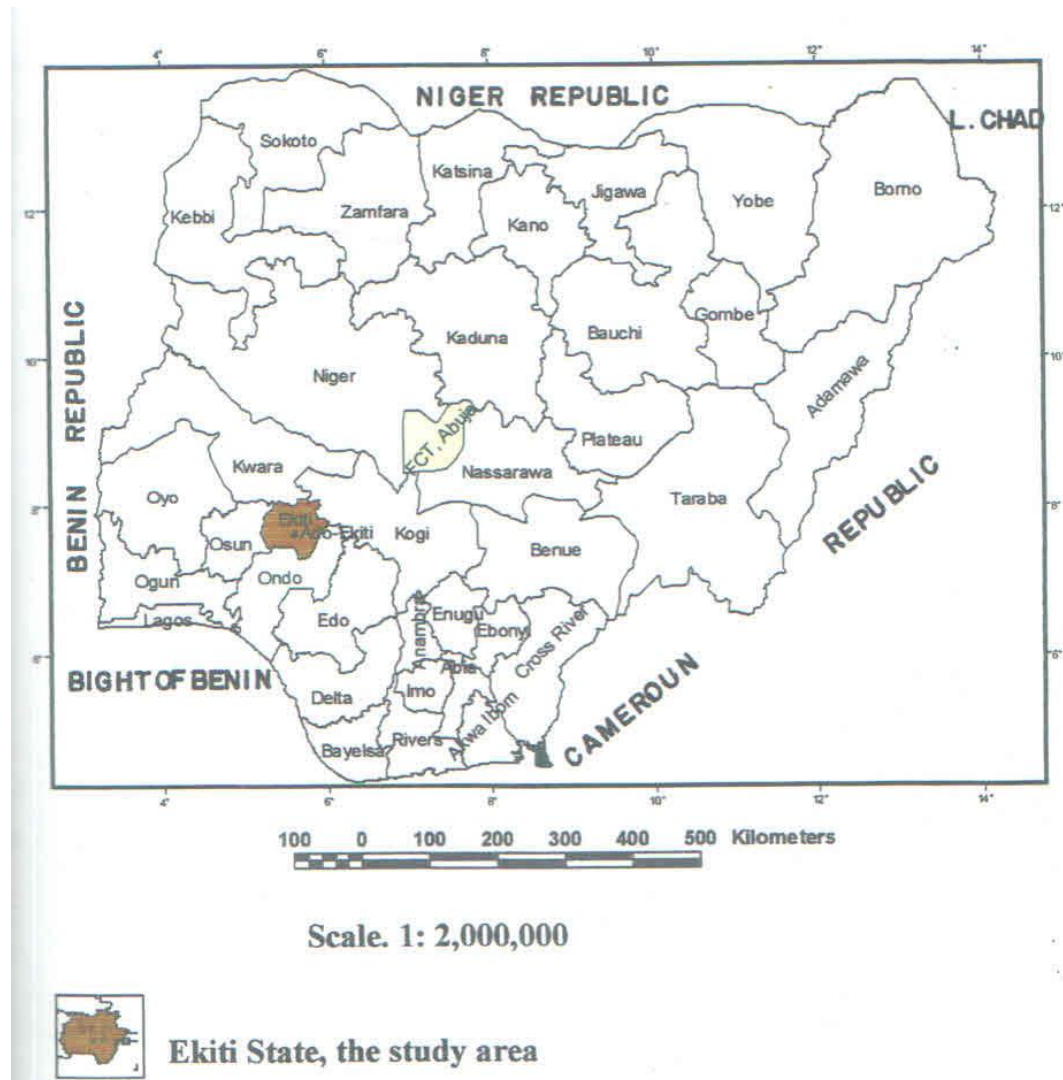 4° 6° 8° 10° 12° 14°
NIGER REPUBLIC
L. CHAD
Sokoto
Katsina
Jigawa
Yobe
Borno
Kebbi
Zamfara
Kano
12° 12°
Gombe
Bauchi
Kaduna
Niger
10° 10°
Adamawa
BENIN REPUBLIC
FCT, Abuja
Plateau
Kwara
Nassarawa
Oyo
Taraba
8° 8°
REPUBLIC
Ekiti
Ado-Ekiti
Kogi
Osun
Benue
Ogun
Ondo
Lagos
Edo
Anambra
Enugu
Ebonyi
Cross River
6° 6°
BIGHT OF BENIN
Abia
Imo
Delta
Akwa Ibom
Rivers
Bayelsa
CAMEROUN
4° 6° 8° 10° 12° 14°
100 0 100 200 300 400 500 Kilometers
Scale. 1: 2,000,000
Ekiti State, the study area